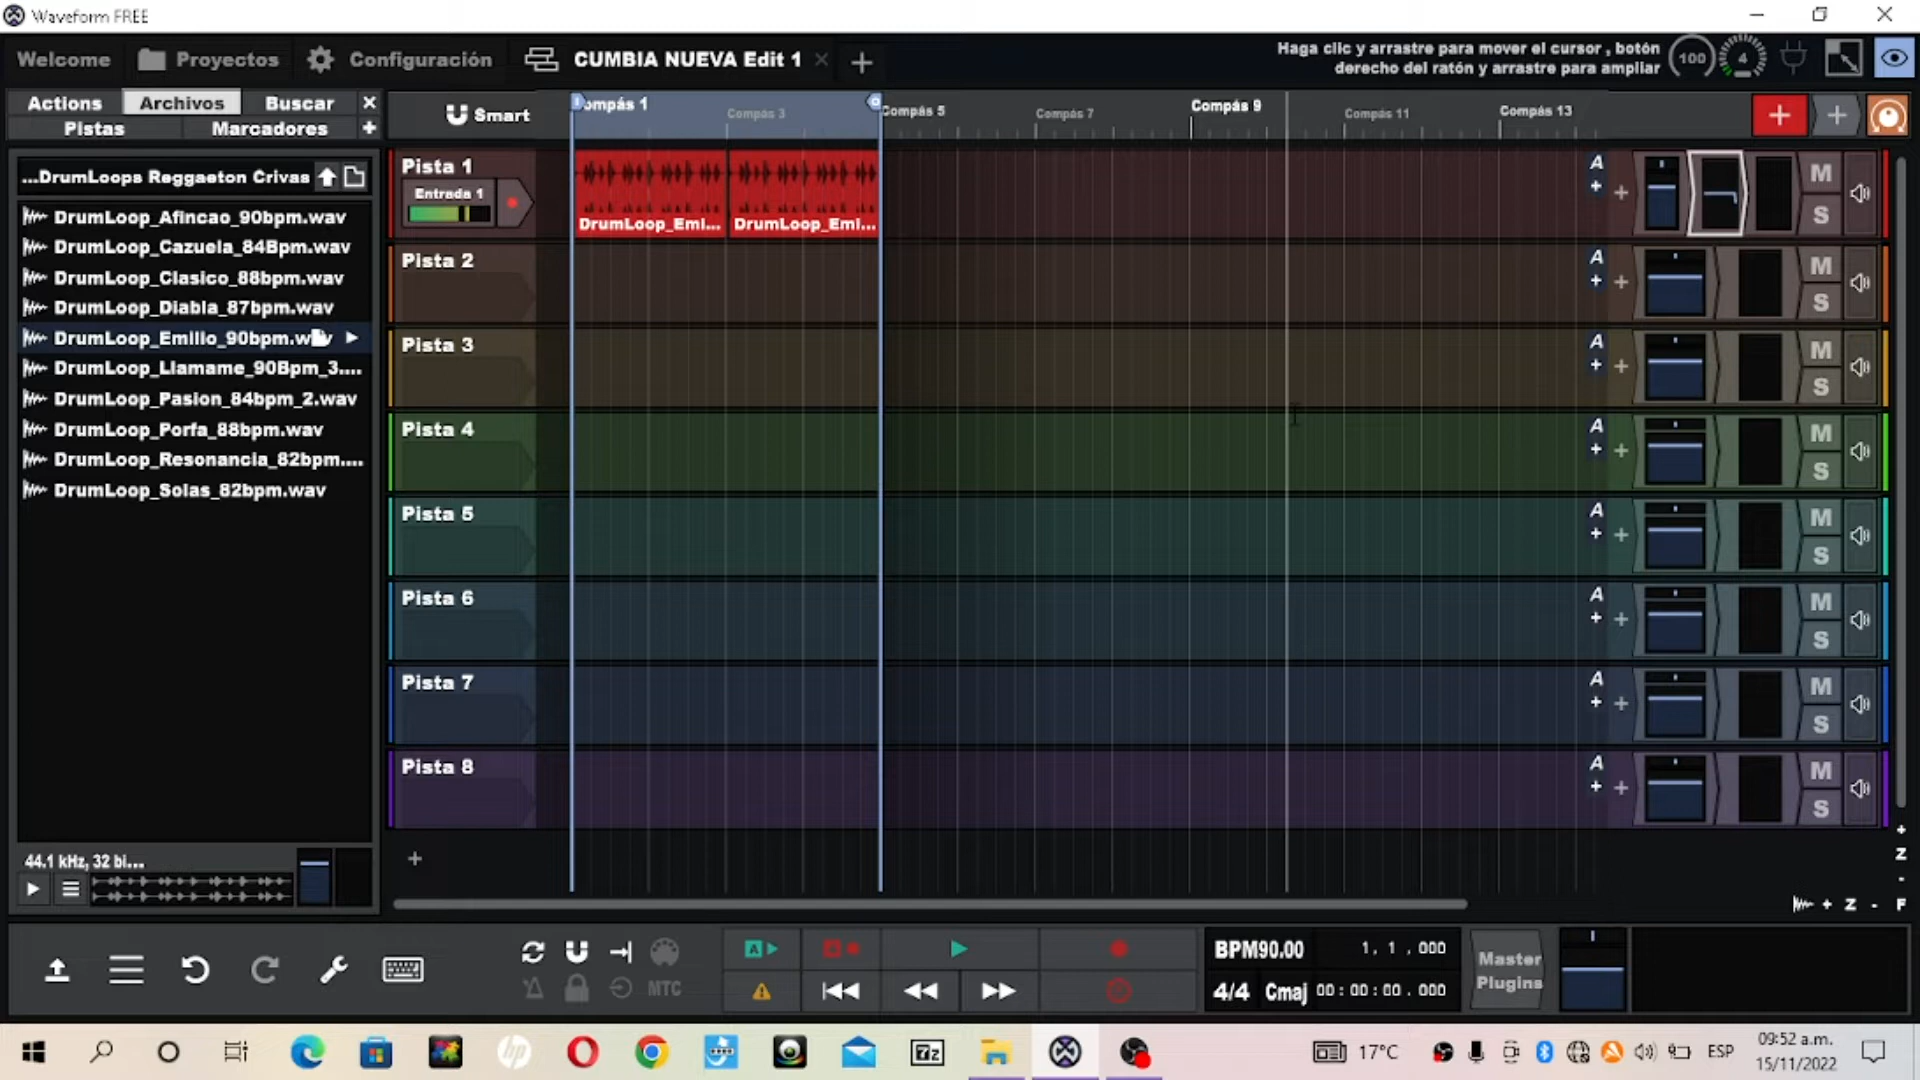 Waveform FREE
Welcome
Proyectos
Configuración
CUMBIA NUEVA Edit 1
Haga clic y arrastre para mover el cursor , botón
derecho del ratón y arrastre para ampliar
100
4
Actions
Archivos
Buscar
Pistas
Marcadores
Smart
Compás 3
Compás 5
Compás 7
Compás 9
Compás 11
Compás 13
...DrumLoops Reggaeton Crivas
DrumLoop_Afincao_90bpm.wav
DrumLoop_Cazuela_84Bpm.wav
DrumLoop_Clasico_88bpm.wav
DrumLoop_Diabla_87bpm.wav
DrumLoop_Emilio_90bpm.wav
DrumLoop_Llamame_90Bpm_3....
DrumLoop_Pasion_84bpm_2.wav
DrumLoop_Porfa_88bpm.wav
DrumLoop_Resonancia_82bpm....
DrumLoop_Solas_82bpm.wav
Pista 1
Entrada 1
DrumLoop_Emi...
DrumLoop_Emi...
A
M
S
Pista 2
A
M
S
Pista 3
A
M
S
Pista 4
A
M
S
Pista 5
A
M
S
Pista 6
A
M
S
Pista 7
A
M
S
Pista 8
A
M
S
44.1 kHz, 32 bi...
Z
Z
F
MTC
A
A
BPM90.00
1, 1 , 000
4/4
Cmaj
00:00:00 . 000
Master
Plugins
hp
7z
17°C
ESP
09:52 a.m.
15/11/2022